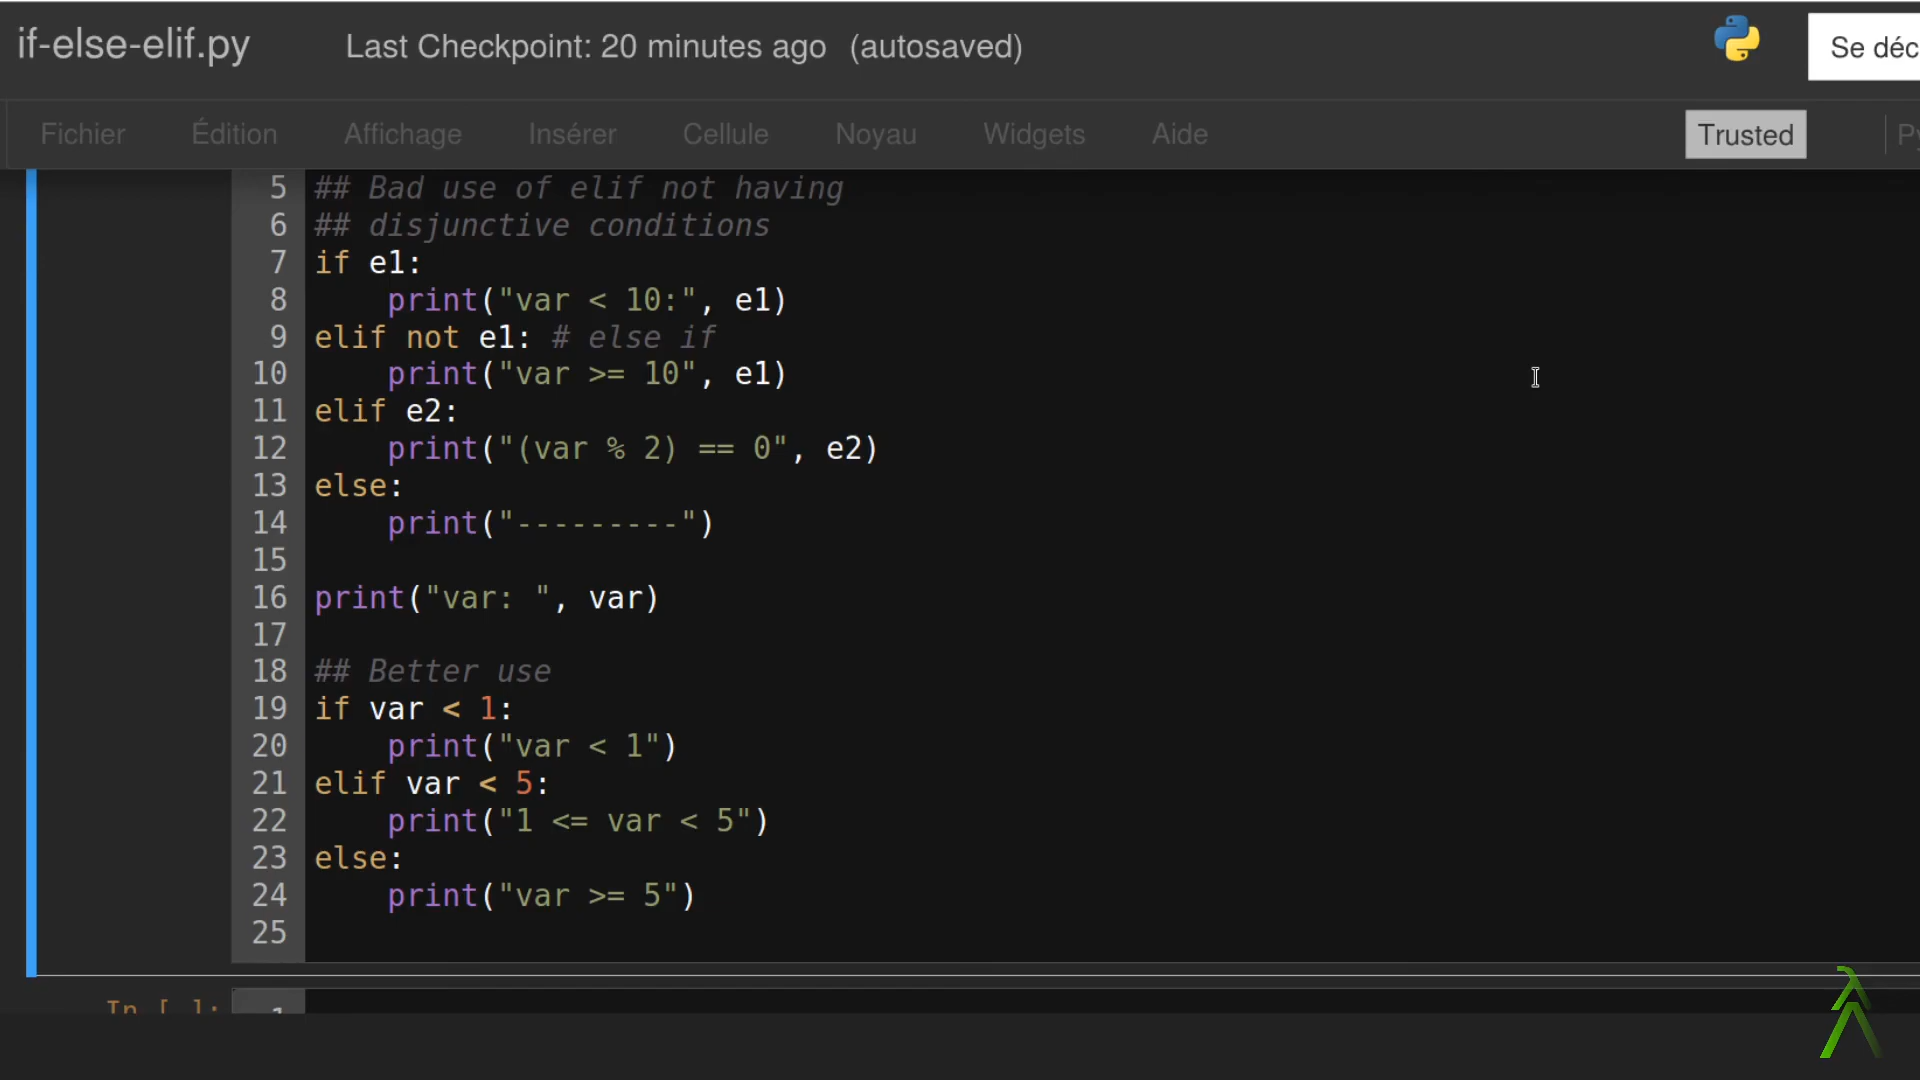 if-else-elif.py Last Checkpoint: 20 minutes ago (autosaved) Se déc
Fichier Édition Affichage Insérer Cellule Noyau Widgets Aide Trusted Py
5 ## Bad use of elif not having
6 ## disjunctive conditions
7 if e1:
8 print("var < 10:", e1)
9 elif not e1: # else if
10 print("var >= 10", e1)
11 elif e2:
12 print("(var % 2) == 0", e2)
13 else:
14 print("---------")
15
16 print("var: ", var)
17
18 ## Better use
19 if var < 1:
20 print("var < 1")
21 elif var < 5:
22 print("1 <= var < 5")
23 else:
24 print("var >= 5")
25
In [ ]: 1